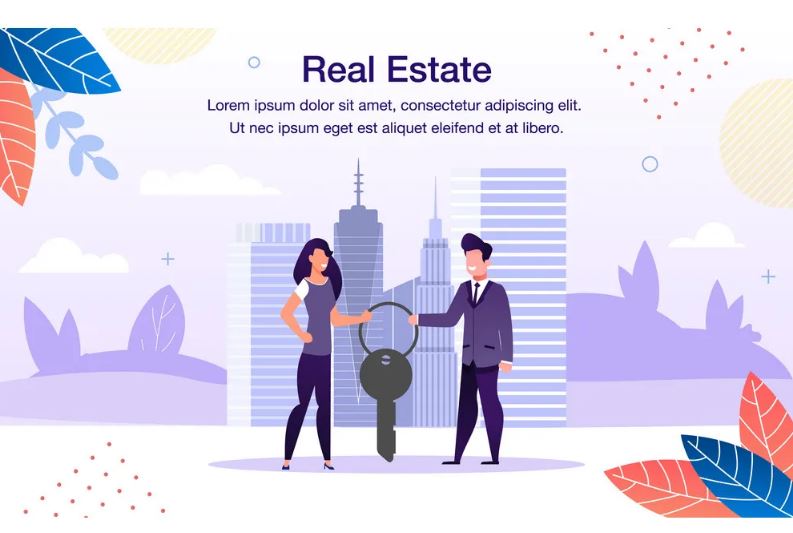 Real Estate
Lorem ipsum dolor sit amet, consectetur adipiscing elit.
Ut nec ipsum eget est aliquet eleifend et at libero.